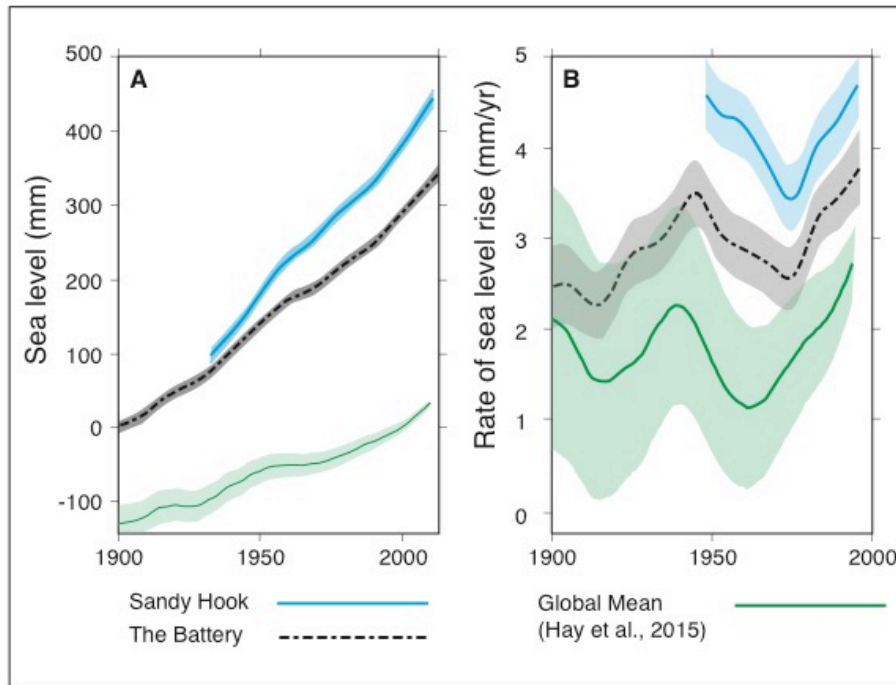 A
Sea level (mm)
500
400
300
200
100
0
-100
1900
1950
2000
B
Rate of sea level rise (mm/yr)
5
4
3
2
1
0
1900
1950
2000
Sandy Hook
The Battery
Global Mean
(Hay et al., 2015)